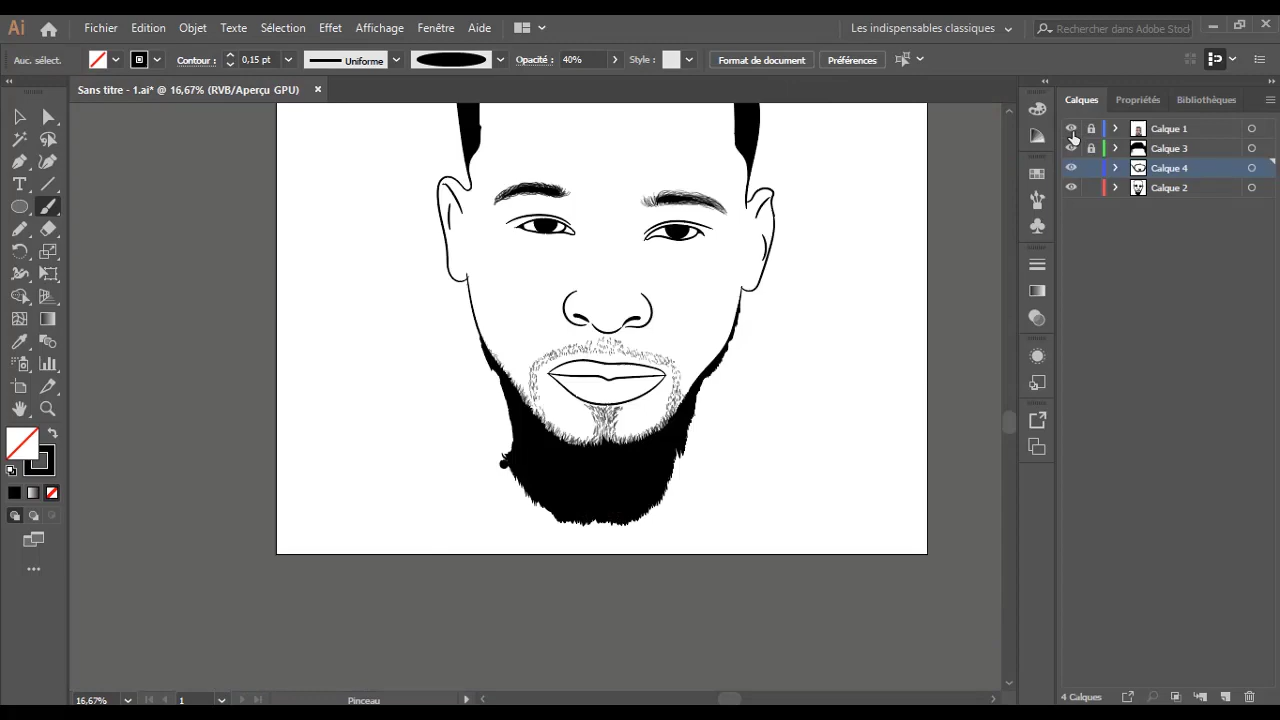 Ai Fichier Edition Objet Texte Sélection Effet Affichage Fenêtre Aide Les indispensables classiques Rechercher dans Adobe Stock
Auc. sélect. Contour : 0,15 pt Uniforme Opacité : 40% Style : Format de document Préférences
Sans titre - 1.ai* @ 16,67% (RVB/Aperçu GPU) ×
Calques Propriétés Bibliothèques
Calque 1
Calque 3
Calque 4
Calque 2
16,67% 1 Pinceau 4 Calques